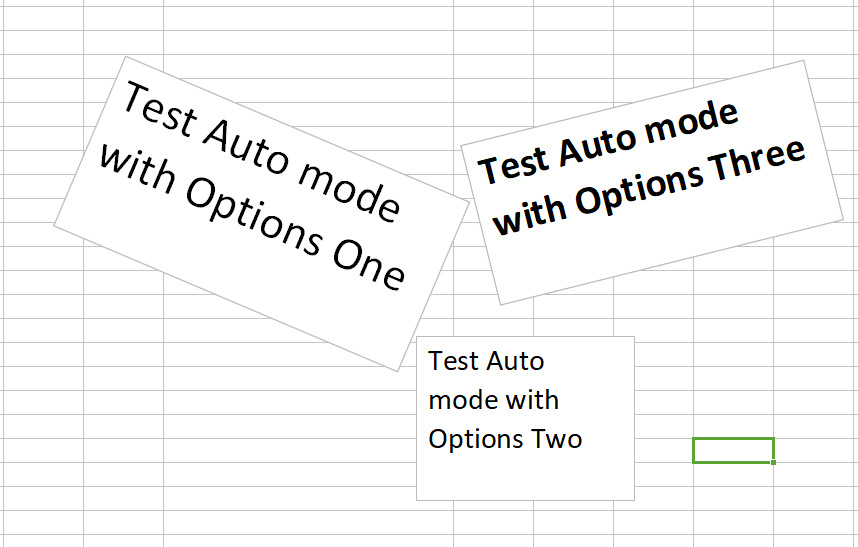 Test Auto mode
with Options One
Test Auto mode
with Options Three
Test Auto
mode with
Options Two